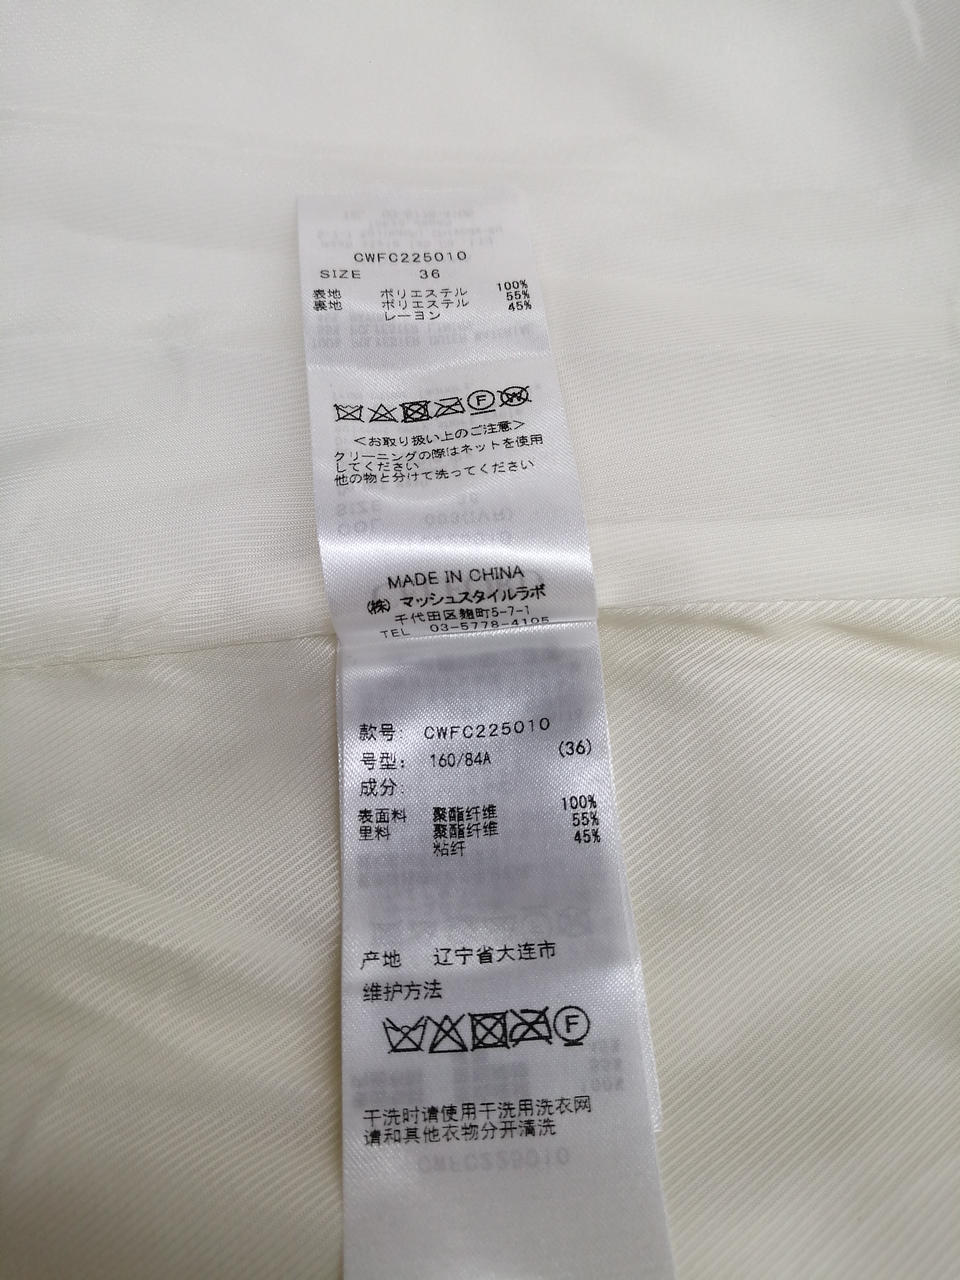 CWFC225010
SIZE 36
表地 ポリエステル 100%
裏地 ポリエステル 55%
レーヨン 45%
F W
＜お取り扱い上のご注意＞
クリーニングの際はネットを使用
してください
他の物と分けて洗ってください
MADE IN CHINA
(株) マッシュスタイルラボ
千代田区麹町5-7-1
TEL 03-5778-4105
款号: CWFC225010
号型: 160/84A (36)
成分:
表面料 聚酯纤维 100%
里料 聚酯纤维 55%
粘纤 45%
产地 辽宁省大连市
维护方法
F
干洗时请使用干洗用洗衣网
请和其他衣物分开清洗